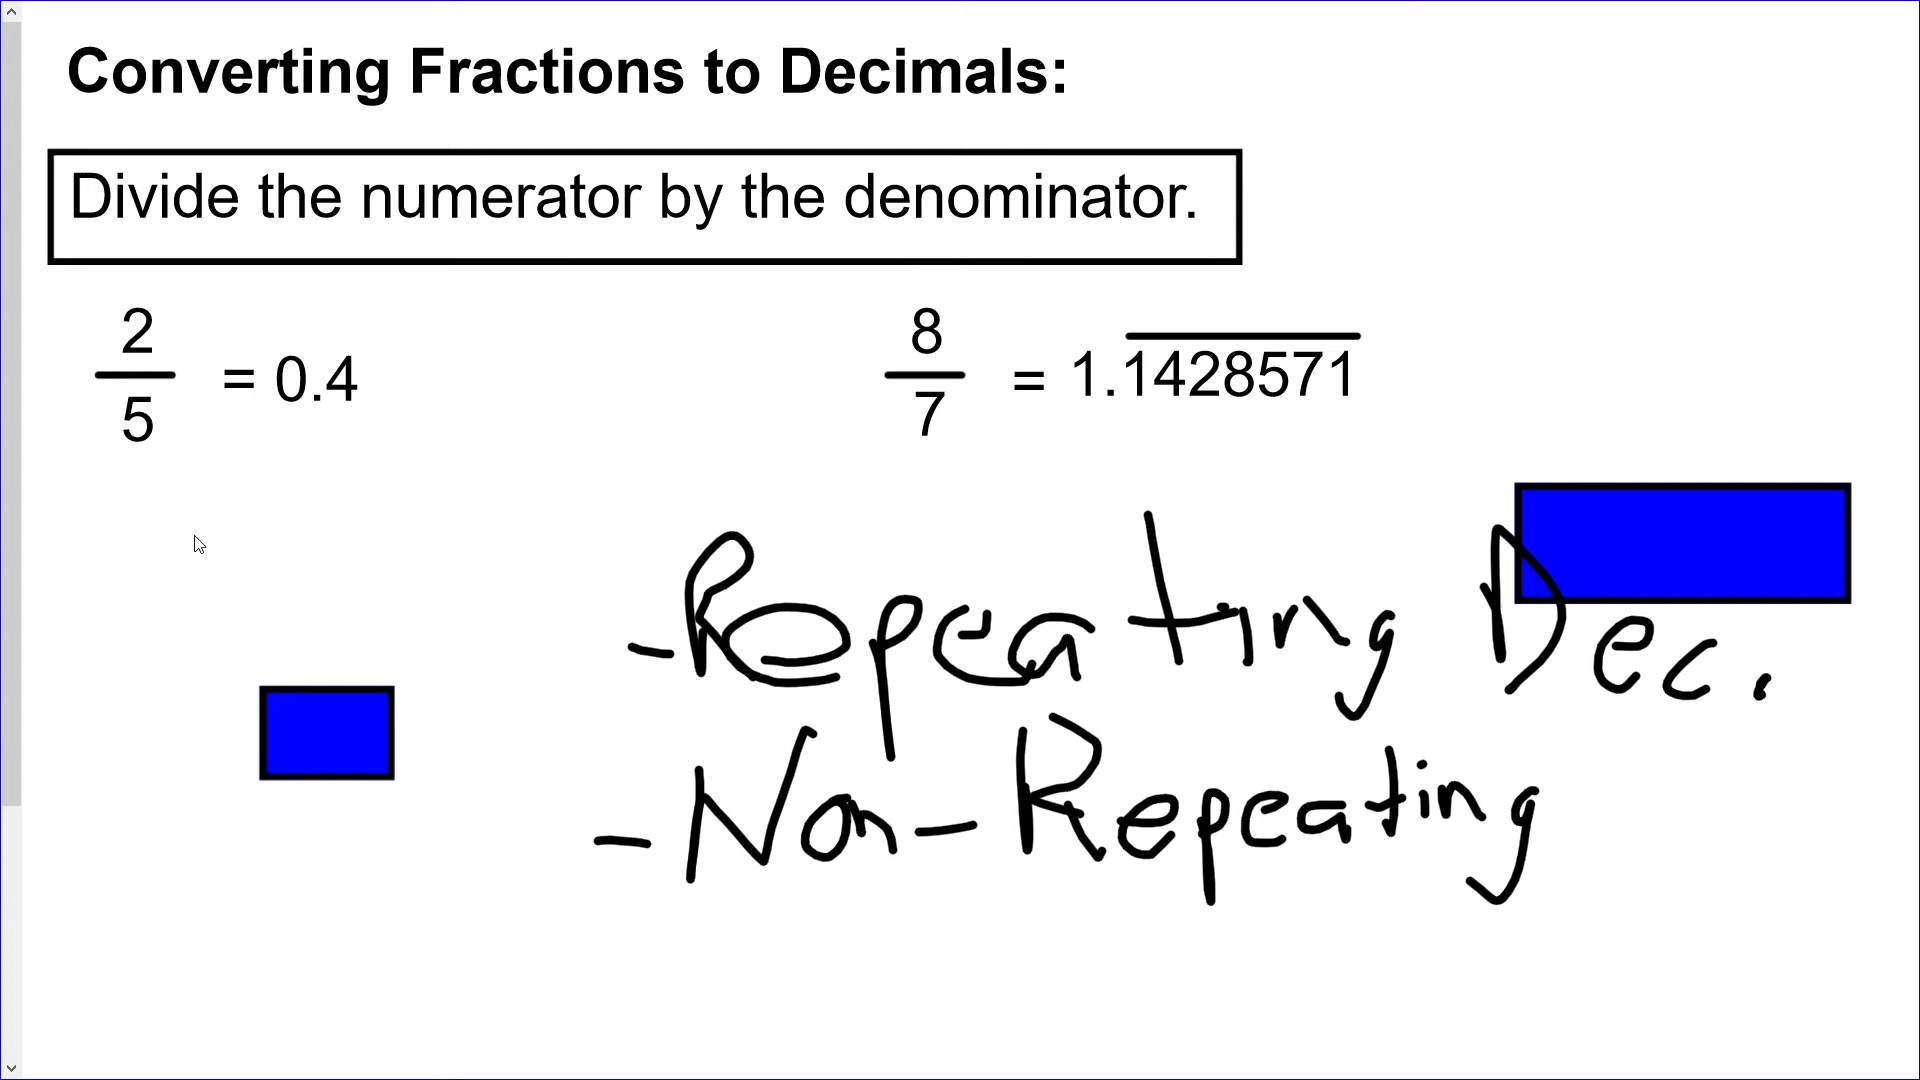 Converting Fractions to Decimals:
Divide the numerator by the denominator.
2
5
= 0.4
8
7
= 1.1428571
-Repeating Dec.
-Non-Repeating